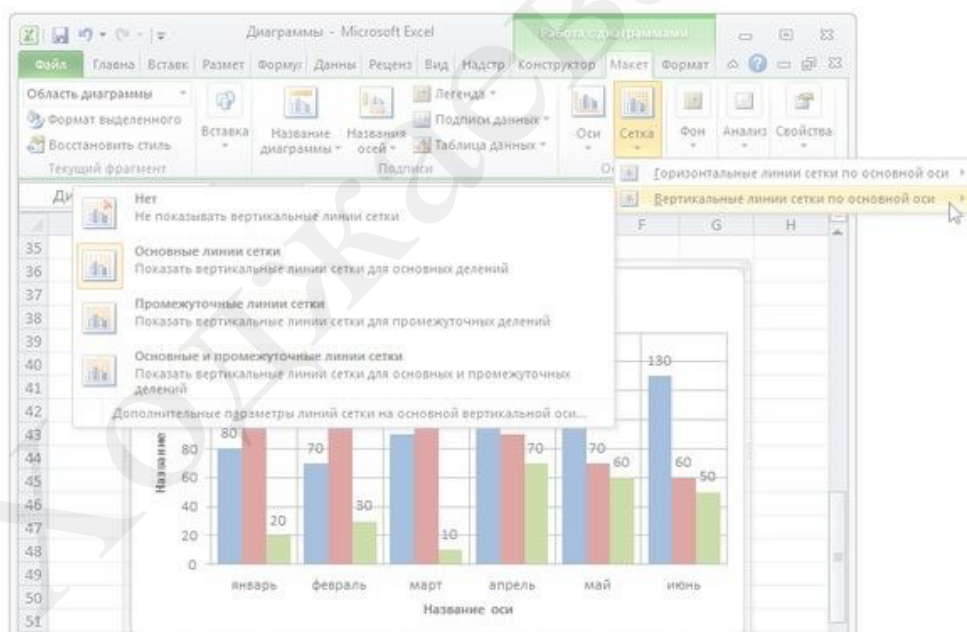 Диаграммы - Microsoft Excel
Работа с диаграммами
Файл Главна Вставк Размет Формул Данны Реценз Вид Надстр Конструктор Макет Формат
Область диаграммы
Формат выделенного
Восстановить стиль
Текущий фрагмент
Вставка
Название диаграммы
Названия осей
Легенда
Подписи данных
Таблица данных
Подписи
Оси
Сетка
Фон
Анализ
Свойства
Горизонтальные линии сетки по основной оси
Вертикальные линии сетки по основной оси
Нет
Не показывать вертикальные линии сетки
Основные линии сетки
Показать вертикальные линии сетки для основных делений
Промежуточные линии сетки
Показать вертикальные линии сетки для промежуточных делений
Основные и промежуточные линии сетки
Показать вертикальные линии сетки для основных и промежуточных
делений
Дополнительные параметры линий сетки на основной вертикальной оси...
F G H
35
36
37
38
39
40
41
42
43
44
45
46
47
48
49
50
51
130
80 70 70 70 60 60 50
20 30 10
Название
80
60
40
20
0
январь февраль март апрель май июнь
Название оси
Ходжаева